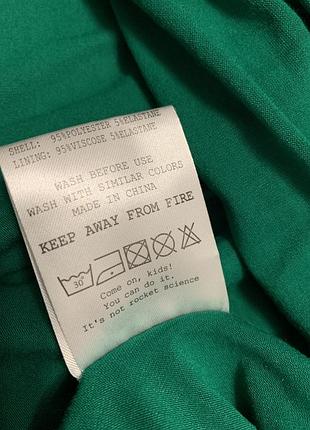 SHELL: 95%POLYESTER 5%ELASTANE
LINING: 95%VISCOSE 5%ELASTANE
WASH BEFORE USE
WASH WITH SIMILAR COLORS
MADE IN CHINA
KEEP AWAY FROM FIRE
30
Come on, kids!
You can do it.
It's not rocket science